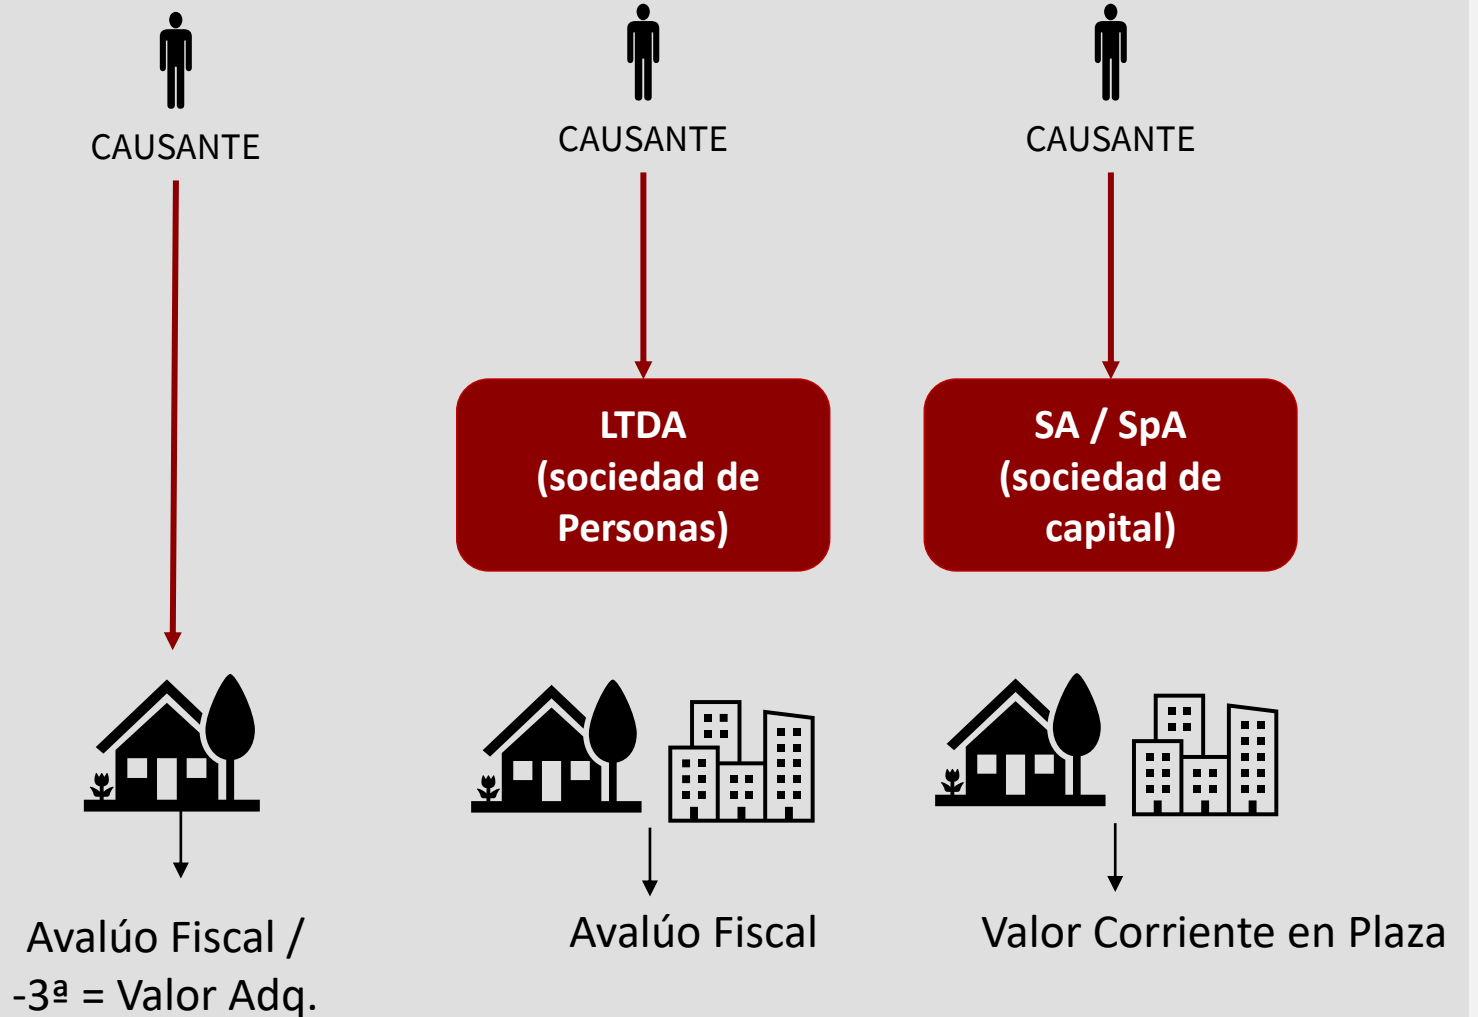 CAUSANTE
CAUSANTE
CAUSANTE
LTDA
(sociedad de
Personas)
SA / SpA
(sociedad de
capital)
Avalúo Fiscal /
-3ª = Valor Adq.
Avalúo Fiscal
Valor Corriente en Plaza